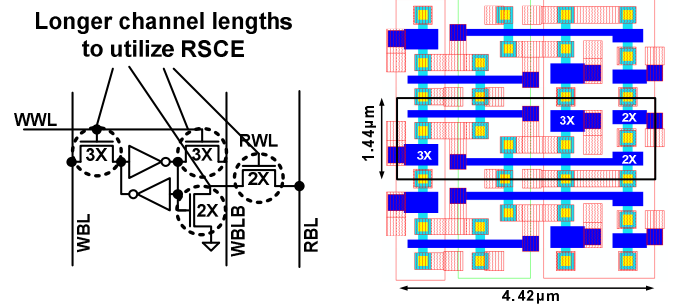 Longer channel lengths
to utilize RSCE
WWL
RWL
3X
3X
2X
2X
WBL
WBLB
RBL
3X
2X
3X
2X
1.44µm
4.42µm